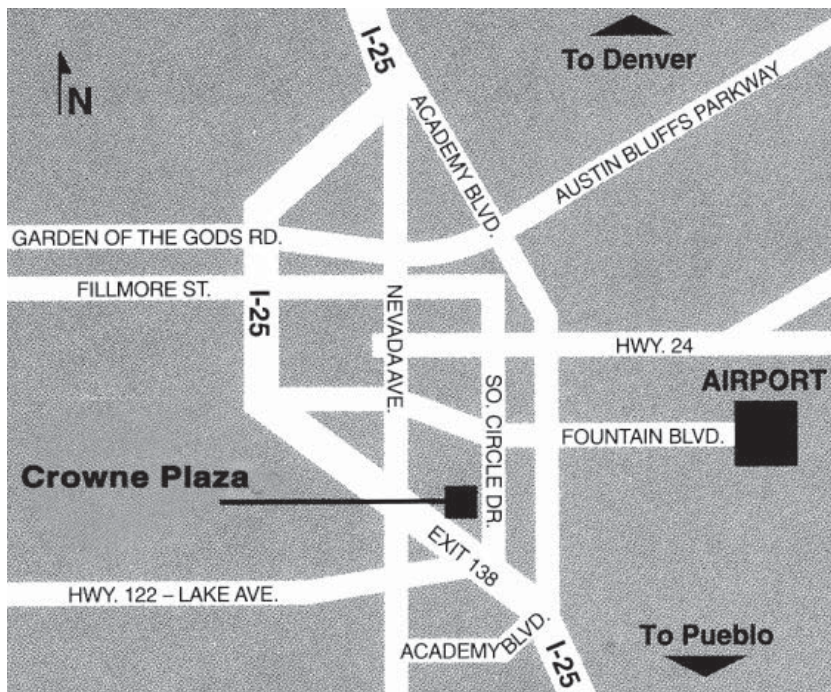 I-25
To Denver
N
ACADEMY BLVD.
AUSTIN BLUFFS PARKWAY
GARDEN OF THE GODS RD.
FILLMORE ST.
I-25
NEVADA AVE.
HWY. 24
AIRPORT
SO. CIRCLE DR.
FOUNTAIN BLVD.
Crowne Plaza
EXIT 138
HWY. 122 – LAKE AVE.
ACADEMY BLVD.
To Pueblo
I-25